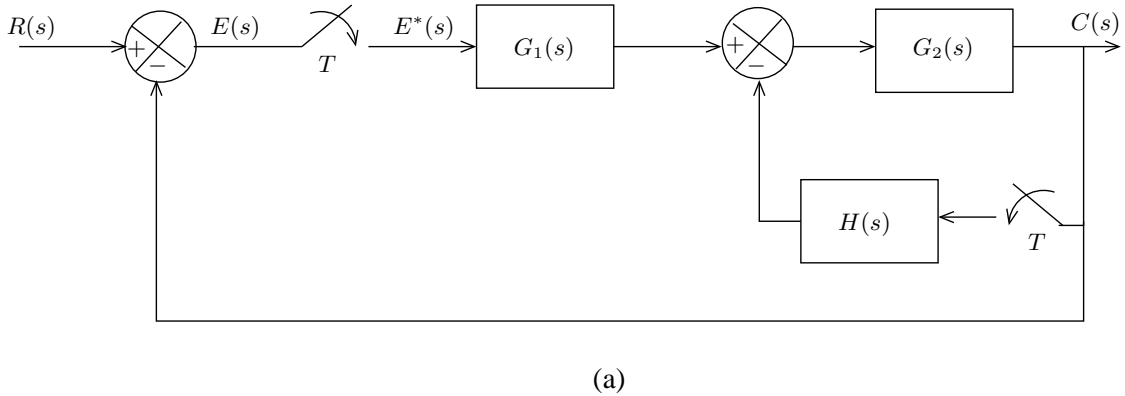 R(s)
+
−
E(s)
T
E*(s)
G₁(s)
+
−
G₂(s)
C(s)
H(s)
T
(a)